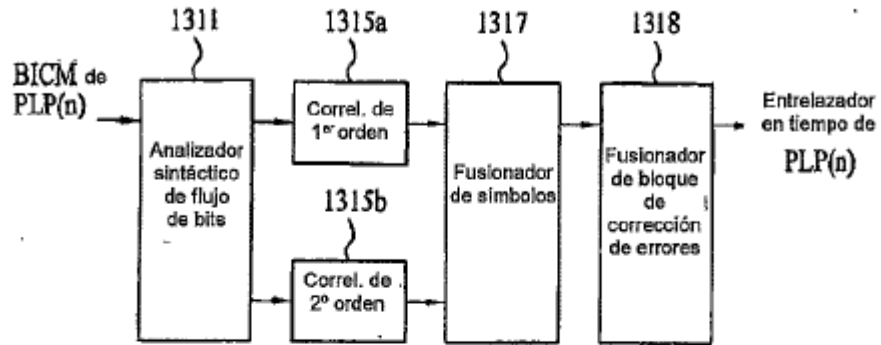 1311
1315a
1317
1318
BICM de
PLP(n)
Analizador
sintáctico
de flujo
de bits
Correl. de
1er orden
1315b
Correl. de
2º orden
Fusionador
de símbolos
Fusionador
de bloque
de
corrección
de errores
Entrelazador
en tiempo de
PLP(n)